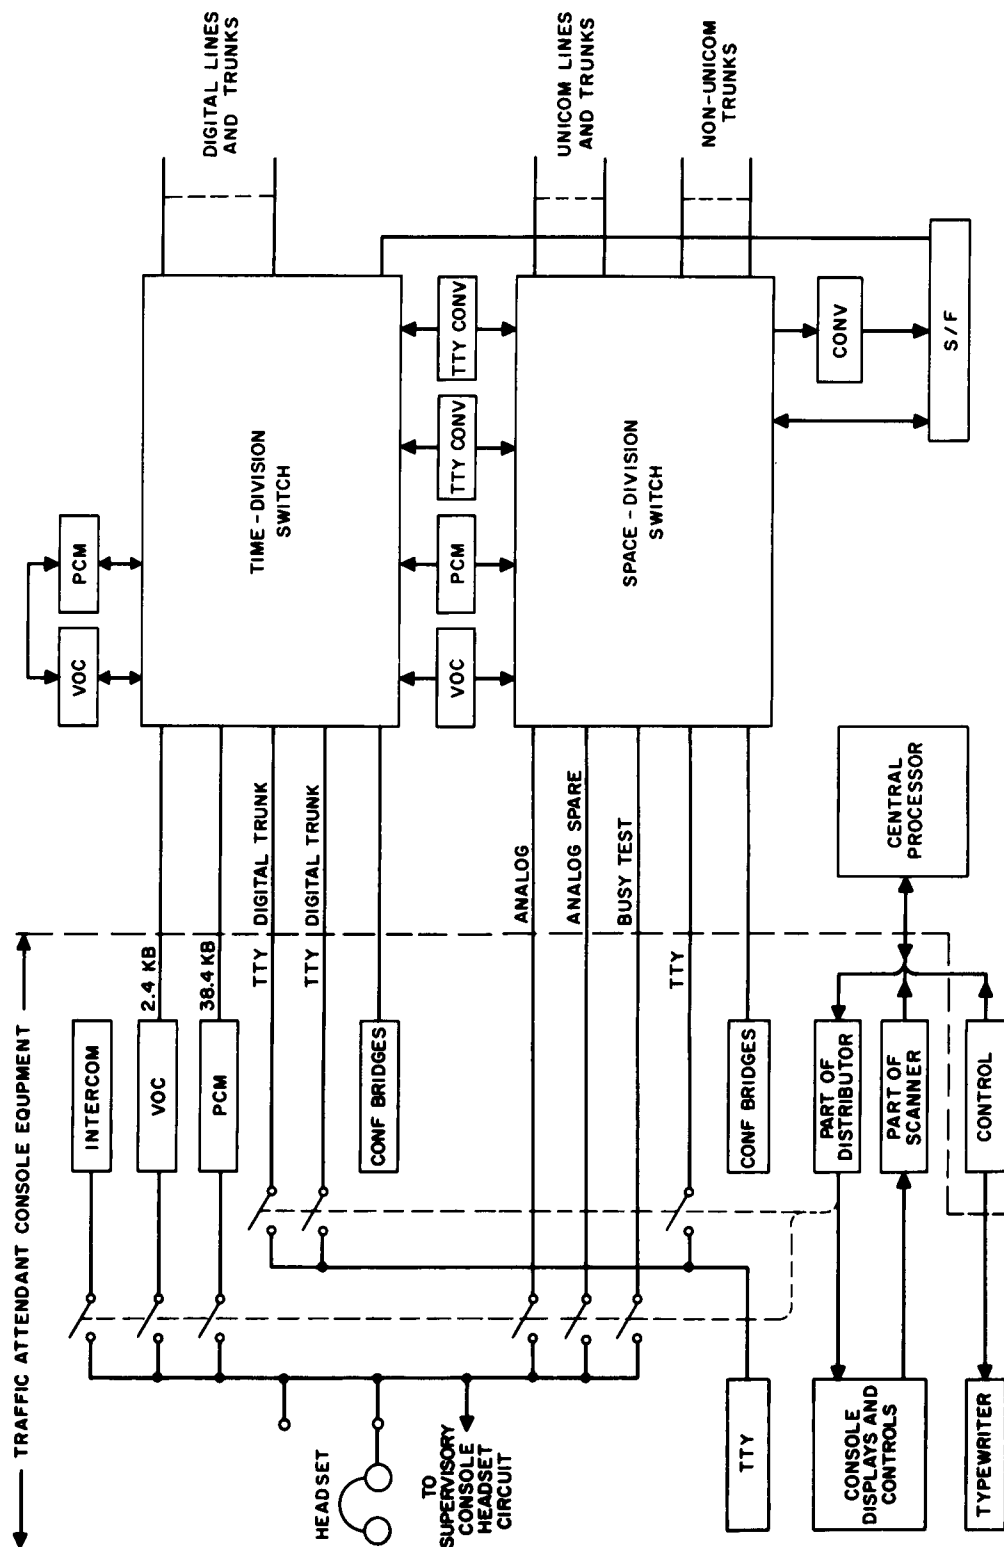 TRAFFIC ATTENDANT CONSOLE EQUPMENT
DIGITAL LINES
AND TRUNKS
UNICOM LINES
AND TRUNKS
NON-UNICOM
TRUNKS
VOC
PCM
TIME-DIVISION
SWITCH
VOC
PCM
TTY CONV
TTY CONV
SPACE-DIVISION
SWITCH
CONV
S/F
INTERCOM
VOC
2.4 KB
PCM
38.4 KB
TTY DIGITAL TRUNK
TTY DIGITAL TRUNK
CONF BRIDGES
ANALOG
ANALOG SPARE
BUSY TEST
TTY
CONF BRIDGES
HEADSET
TO
SUPERVISORY
CONSOLE
HEADSET
CIRCUIT
TTY
CONSOLE
DISPLAYS AND
CONTROLS
PART OF
DISTRIBUTOR
PART OF
SCANNER
CENTRAL
PROCESSOR
TYPEWRITER
CONTROL